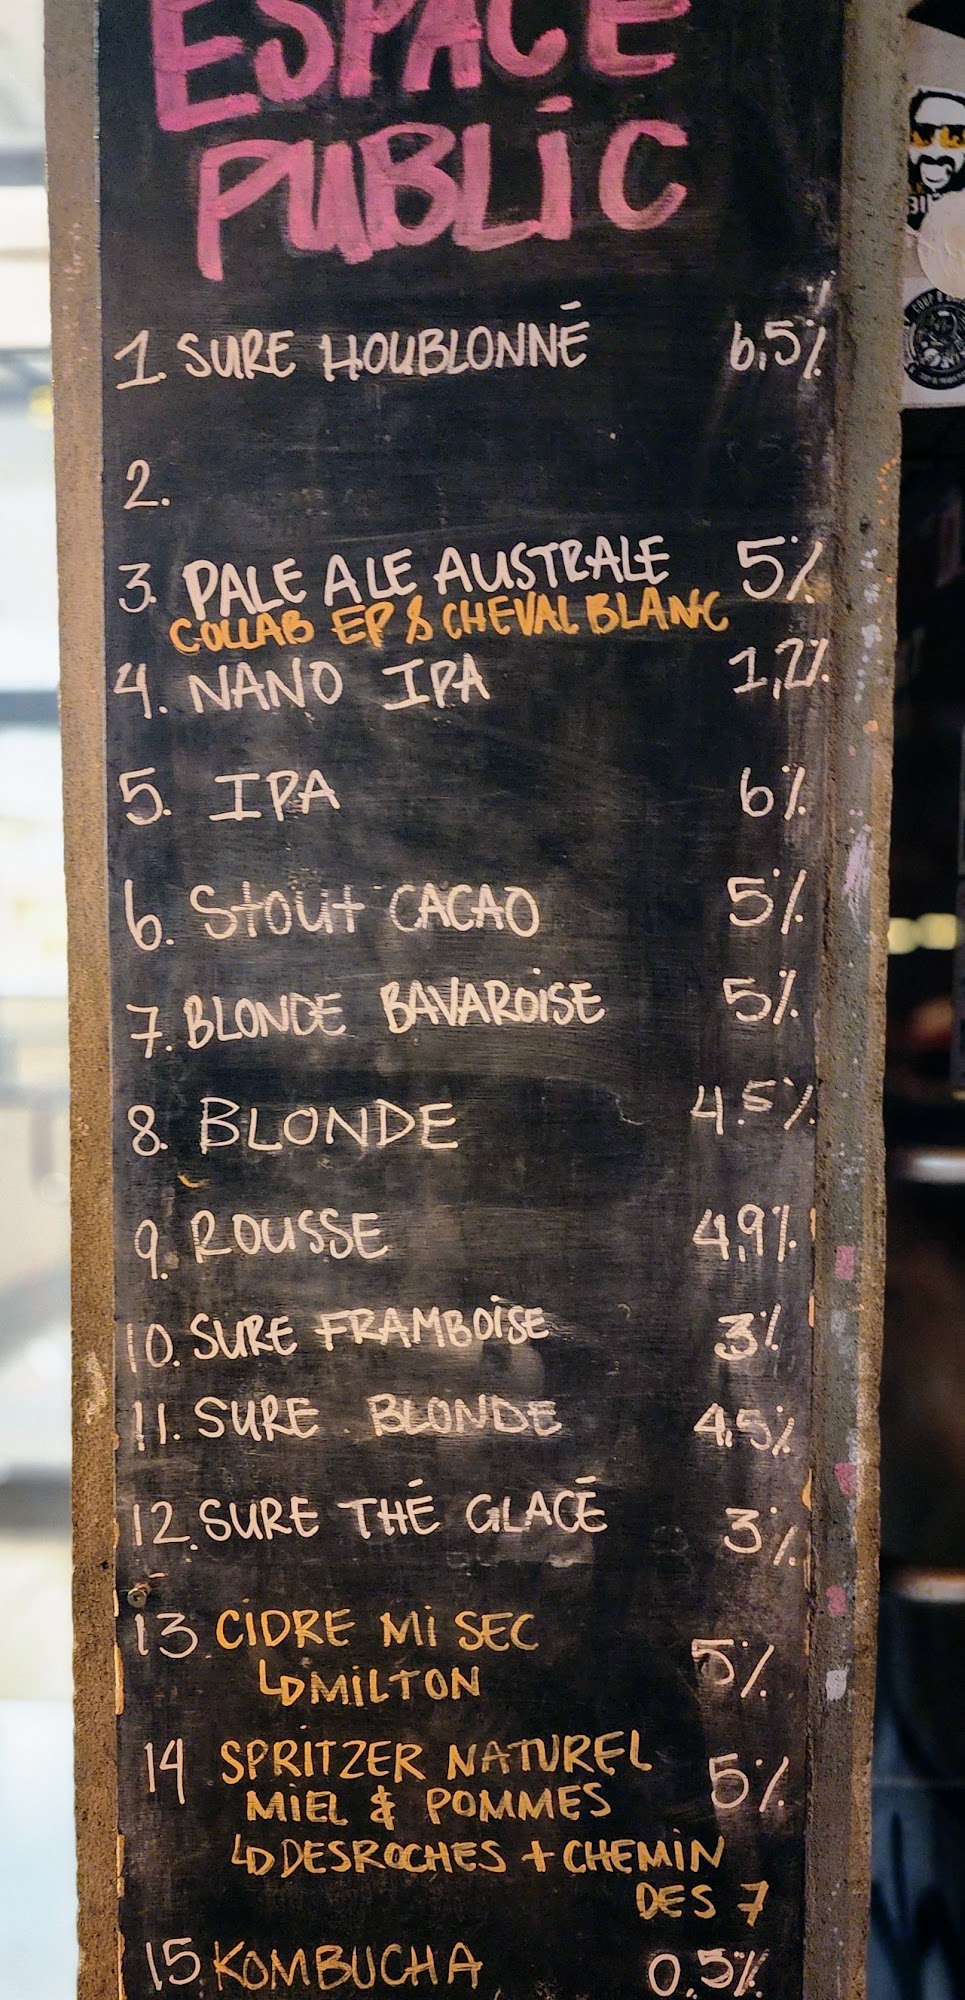 ESPACE
PUBLIC
1. SURE HOUBLONNÉ 6,5%
2.
3. PALE ALE AUSTRALE 5%
COLLAB EP & CHEVAL BLANC
4. NANO IPA 1,2%
5. IPA 6%
6. STOUT CACAO 5%
7. BLONDE BAVAROISE 5%
8. BLONDE 4.5%
9. ROUSSE 4,9%
10. SURE FRAMBOISE 3%
11. SURE BLONDE 4,5%
12. SURE THÉ GLACÉ 3%
13 CIDRE MI SEC 5%
↳ MILTON
14 SPRITZER NATUREL 5%
MIEL & POMMES
↳ DESROCHES + CHEMIN
DES 7
15. KOMBUCHA 0,5%
COUP D